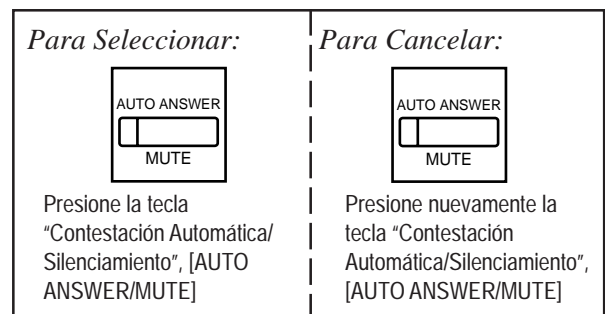 Para Seleccionar:
AUTO ANSWER
MUTE
Presione la tecla
“Contestación Automática/
Silenciamiento”, [AUTO
ANSWER/MUTE]
Para Cancelar:
AUTO ANSWER
MUTE
Presione nuevamente la
tecla “Contestación
Automática/Silenciamiento”,
[AUTO ANSWER/MUTE]